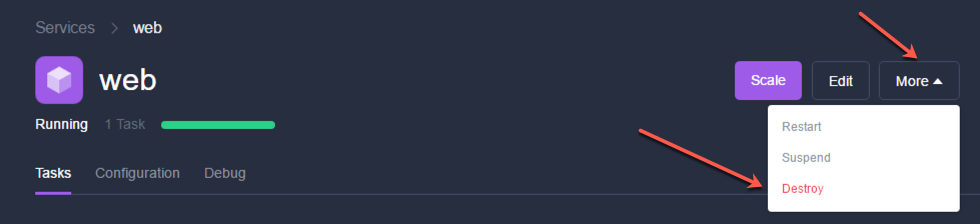 Services > web
web
Scale Edit More
Running 1 Task
Restart
Suspend
Tasks Configuration Debug
Destroy